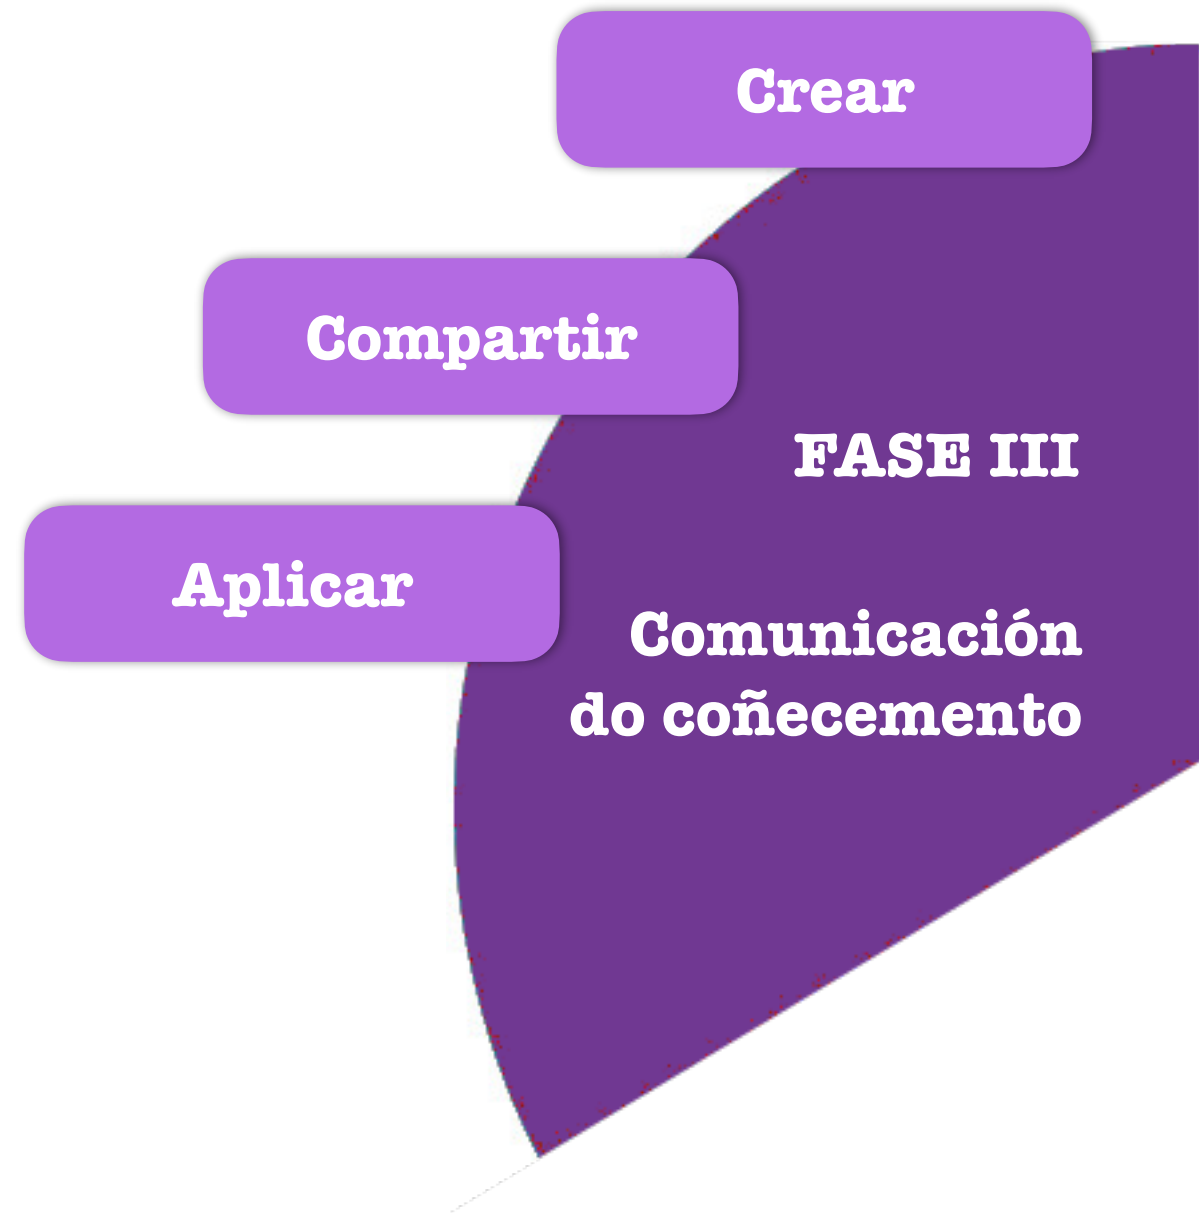 Crear
Compartir
FASE III
Aplicar
Comunicación
do coñecemento